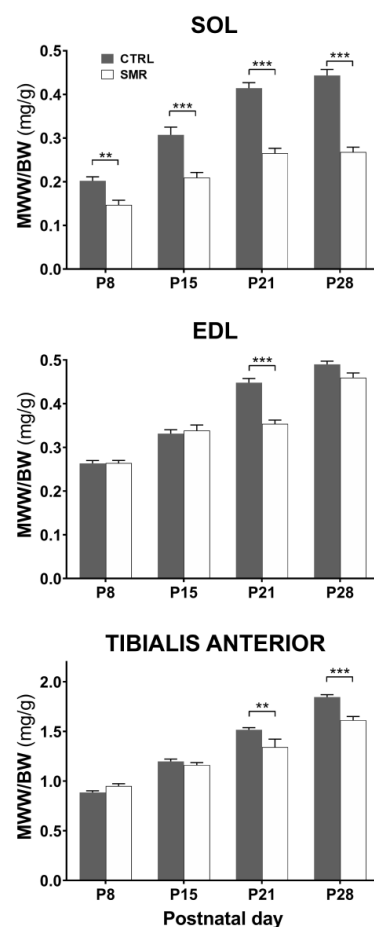 SOL
0.5
0.4
0.3
0.2
0.1
0.0
MWW/BW (mg/g)
CTRL
SMR
**
***
***
***
P8 P15 P21 P28
EDL
0.5
0.4
0.3
0.2
0.1
0.0
MWW/BW (mg/g)
***
P8 P15 P21 P28
TIBIALIS ANTERIOR
2.0
1.5
1.0
0.5
0.0
MWW/BW (mg/g)
**
***
P8 P15 P21 P28
Postnatal day